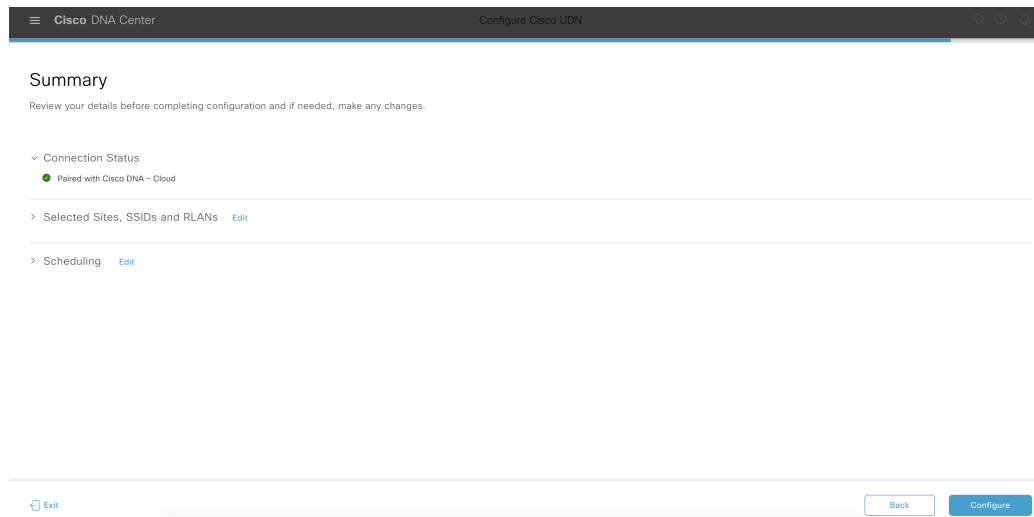 Cisco DNA Center
Configure Cisco UDN
Summary
Review your details before completing configuration and if needed, make any changes.
Connection Status
Paired with Cisco DNA - Cloud
Selected Sites, SSIDs and RLANs Edit
Scheduling Edit
Exit
Back
Configure